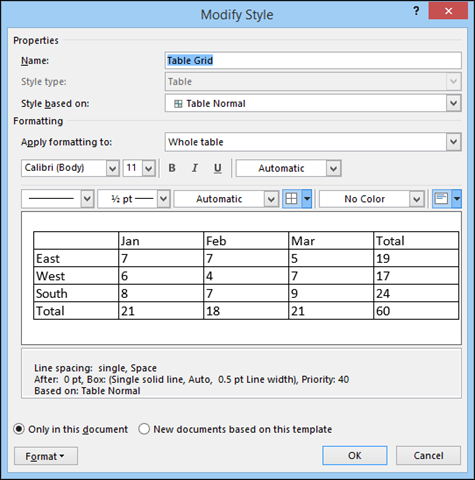 Modify Style ?
Properties
Name: Table Grid
Style type: Table
Style based on: Table Normal
Formatting
Apply formatting to: Whole table
Calibri (Body) 11 B I U Automatic
½ pt Automatic No Color
Jan Feb Mar Total
East 7 7 5 19
West 6 4 7 17
South 8 7 9 24
Total 21 18 21 60
Line spacing: single, Space
After: 0 pt, Box: (Single solid line, Auto, 0.5 pt Line width), Priority: 40
Based on: Table Normal
Only in this document New documents based on this template
Format OK Cancel